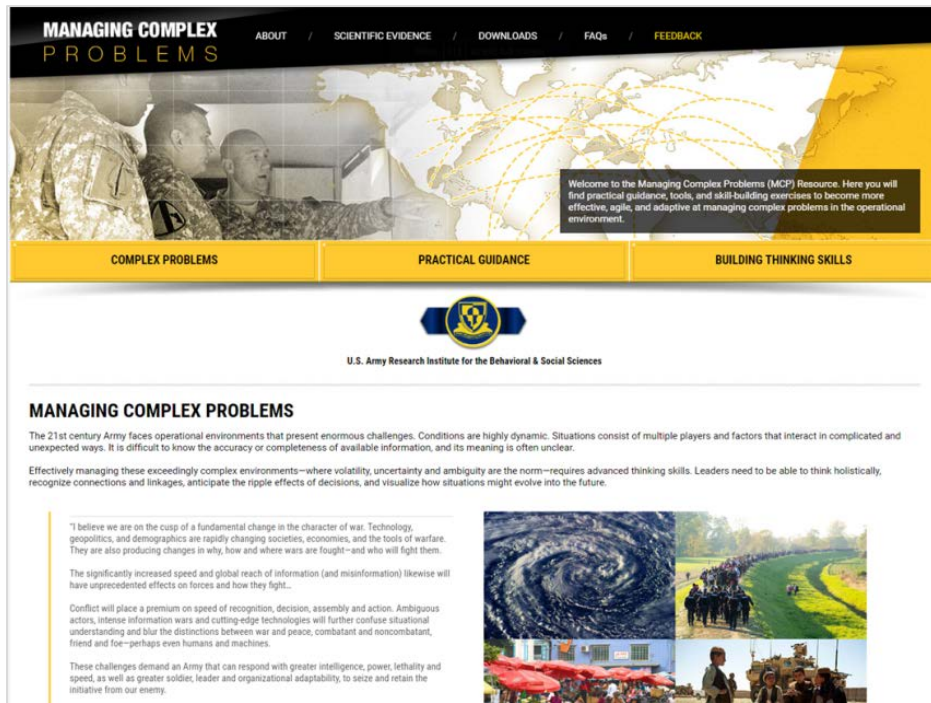 MANAGING COMPLEX
PROBLEMS
ABOUT / SCIENTIFIC EVIDENCE / DOWNLOADS / FAQs / FEEDBACK
Welcome to the Managing Complex Problems (MCP) Resource. Here you will
find practical guidance, tools, and skill-building exercises to become more
effective, agile, and adaptive at managing complex problems in the operational
environment.
COMPLEX PROBLEMS
PRACTICAL GUIDANCE
BUILDING THINKING SKILLS
U.S. Army Research Institute for the Behavioral & Social Sciences
MANAGING COMPLEX PROBLEMS
The 21st century Army faces operational environments that present enormous challenges. Conditions are highly dynamic. Situations consist of multiple players and factors that interact in complicated and
unexpected ways. It is difficult to know the accuracy or completeness of available information, and its meaning is often unclear.
Effectively managing these exceedingly complex environments—where volatility, uncertainty and ambiguity are the norm—requires advanced thinking skills. Leaders need to be able to think holistically,
recognize connections and linkages, anticipate the ripple effects of decisions, and visualize how situations might evolve into the future.
"I believe we are on the cusp of a fundamental change in the character of war. Technology,
geopolitics, and demographics are rapidly changing societies, economies, and the tools of warfare.
They are also producing changes in why, how and where wars are fought—and who will fight them.
The significantly increased speed and global reach of information (and misinformation) likewise will
have unprecedented effects on forces and how they fight…
Conflict will place a premium on speed of recognition, decision, assembly and action. Ambiguous
actors, intense information wars and cutting-edge technologies will further confuse situational
understanding and blur the distinctions between war and peace, combatant and noncombatant,
friend and foe—perhaps even humans and machines.
These challenges demand an Army that can respond with greater intelligence, power, lethality and
speed, as well as greater soldier, leader and organizational adaptability, to seize and retain the
initiative from our enemy.